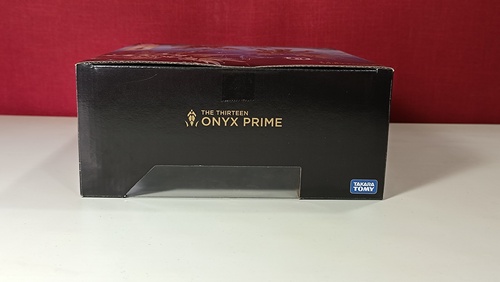 THE THIRTEEN
ONYX PRIME
TAKARA
TOMY